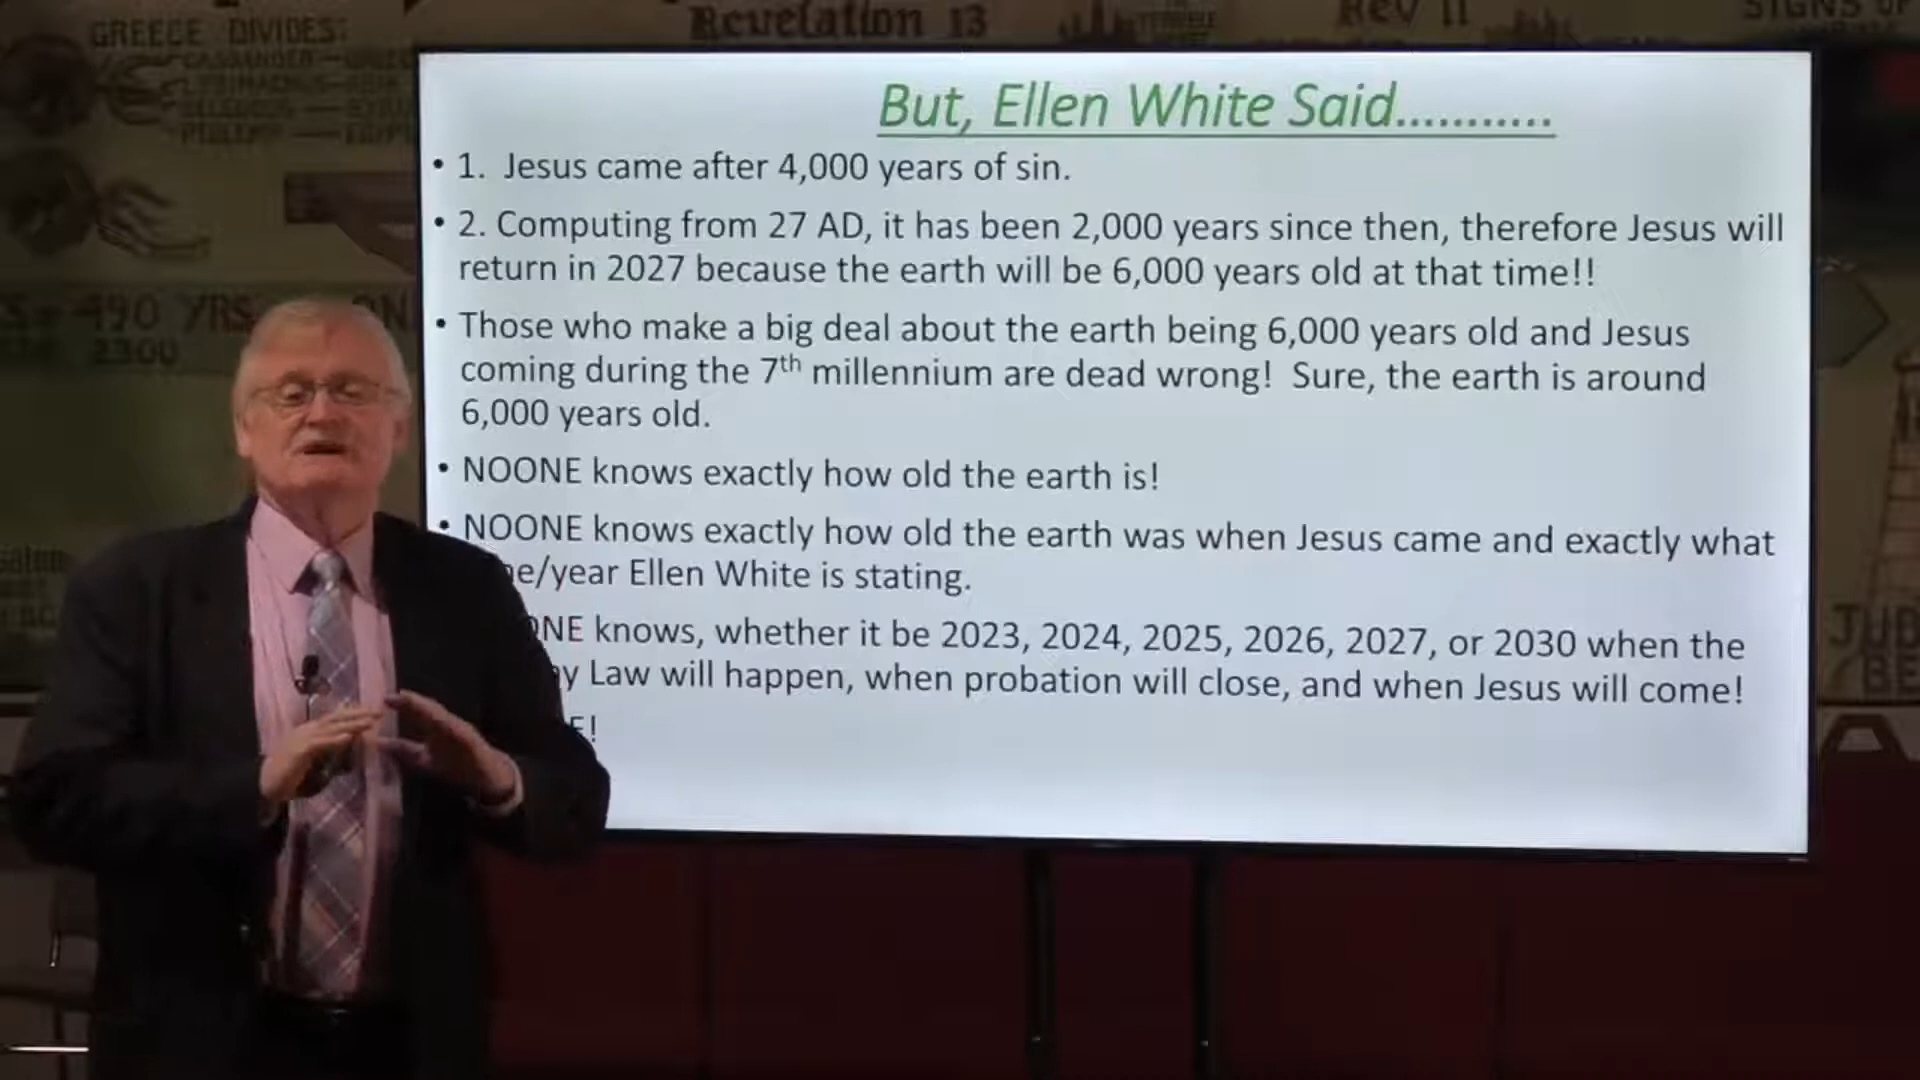 GREECE DIVIDES:
Revelation 13
Rev 11
SIGNS OF
490 YRS
2300
But, Ellen White Said...........
• 1. Jesus came after 4,000 years of sin.
• 2. Computing from 27 AD, it has been 2,000 years since then, therefore Jesus will
return in 2027 because the earth will be 6,000 years old at that time!!
• Those who make a big deal about the earth being 6,000 years old and Jesus
coming during the 7th millennium are dead wrong! Sure, the earth is around
6,000 years old.
• NOONE knows exactly how old the earth is!
• NOONE knows exactly how old the earth was when Jesus came and exactly what
e/year Ellen White is stating.
NE knows, whether it be 2023, 2024, 2025, 2026, 2027, or 2030 when the
y Law will happen, when probation will close, and when Jesus will come!
!